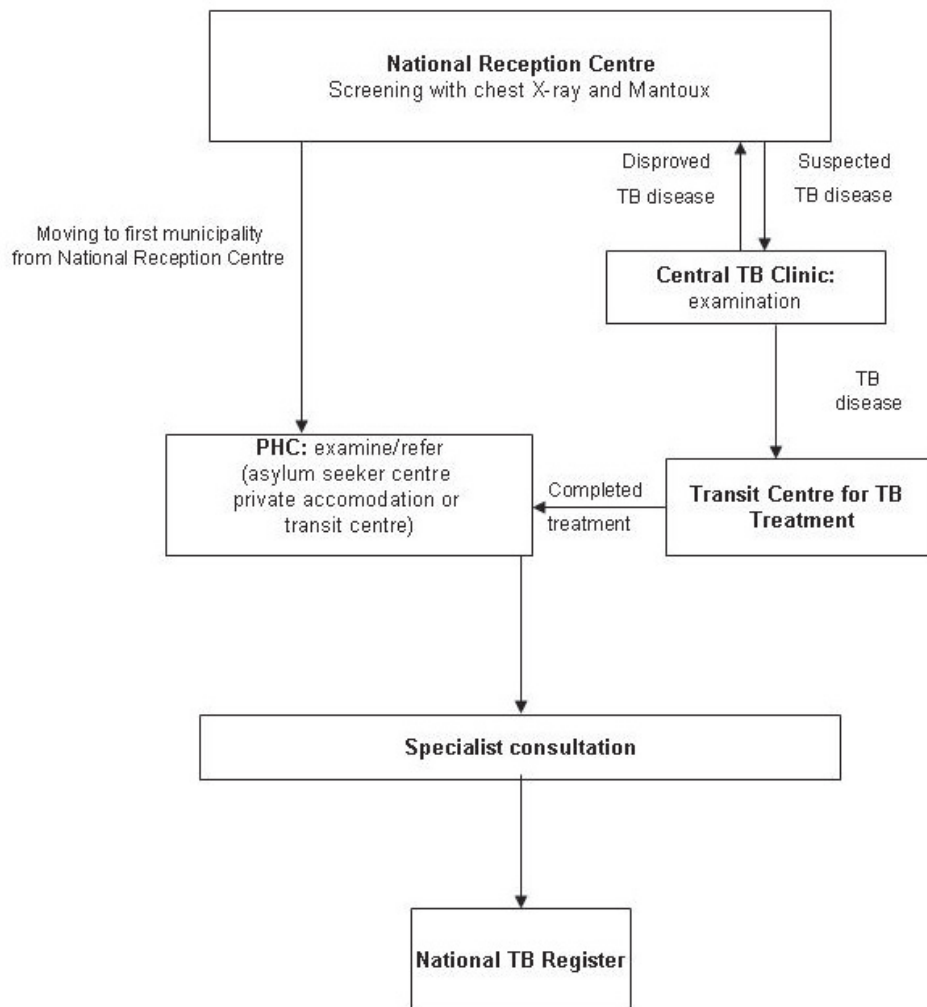 National Reception Centre
Screening with chest X-ray and Mantoux
Disproved
TB disease
Suspected
TB disease
Moving to first municipality
from National Reception Centre
Central TB Clinic:
examination
TB
disease
PHC: examine/refer
(asylum seeker centre
private accomodation or
transit centre)
Completed
treatment
Transit Centre for TB
Treatment
Specialist consultation
National TB Register